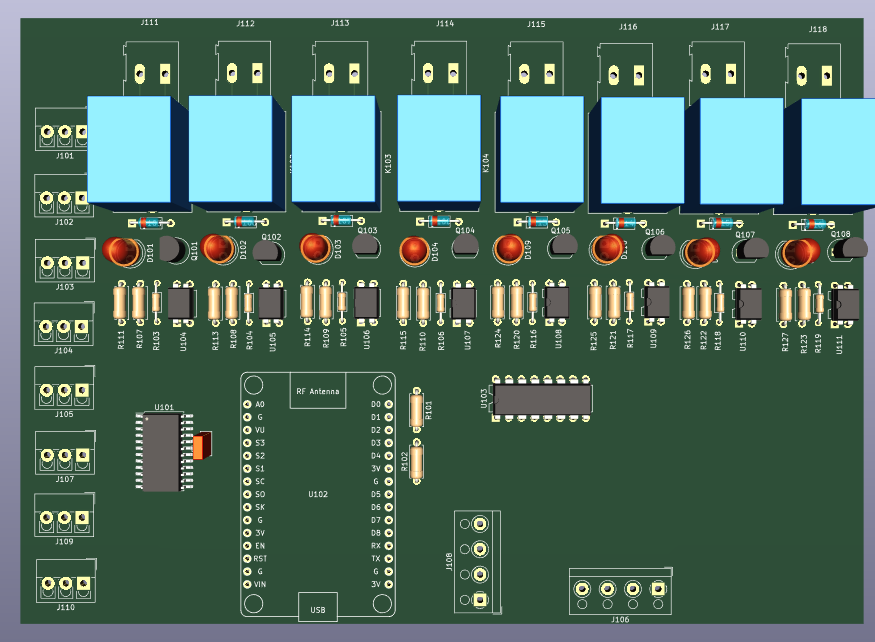 J111 J112 J113 J114 J115 J116 J117 J118
J101
K103 K104
J102
D101 Q101 D102 Q102 D103 Q103 D104 Q104 D109 Q105 Q106 Q107 Q108
J103
R111 R107 R103 U104 R113 R108 R104 U105 R114 R109 R105 U106 R115 R110 R106 U107 R124 R120 R116 U108 R125 R121 R117 U109 R126 R122 R118 U110 R127 R123 R119 U111
J104
J105
RF Antenna
U101
U103
R101
A0 D0
G D1
VU D2
S3 D3
S2 D4
S1 3V
SC G
SO D5
SK D6
G D7
3V D8
EN RX
RST TX
G G
VIN 3V
U102
R102
J107
J109
J108
J110
USB
J106